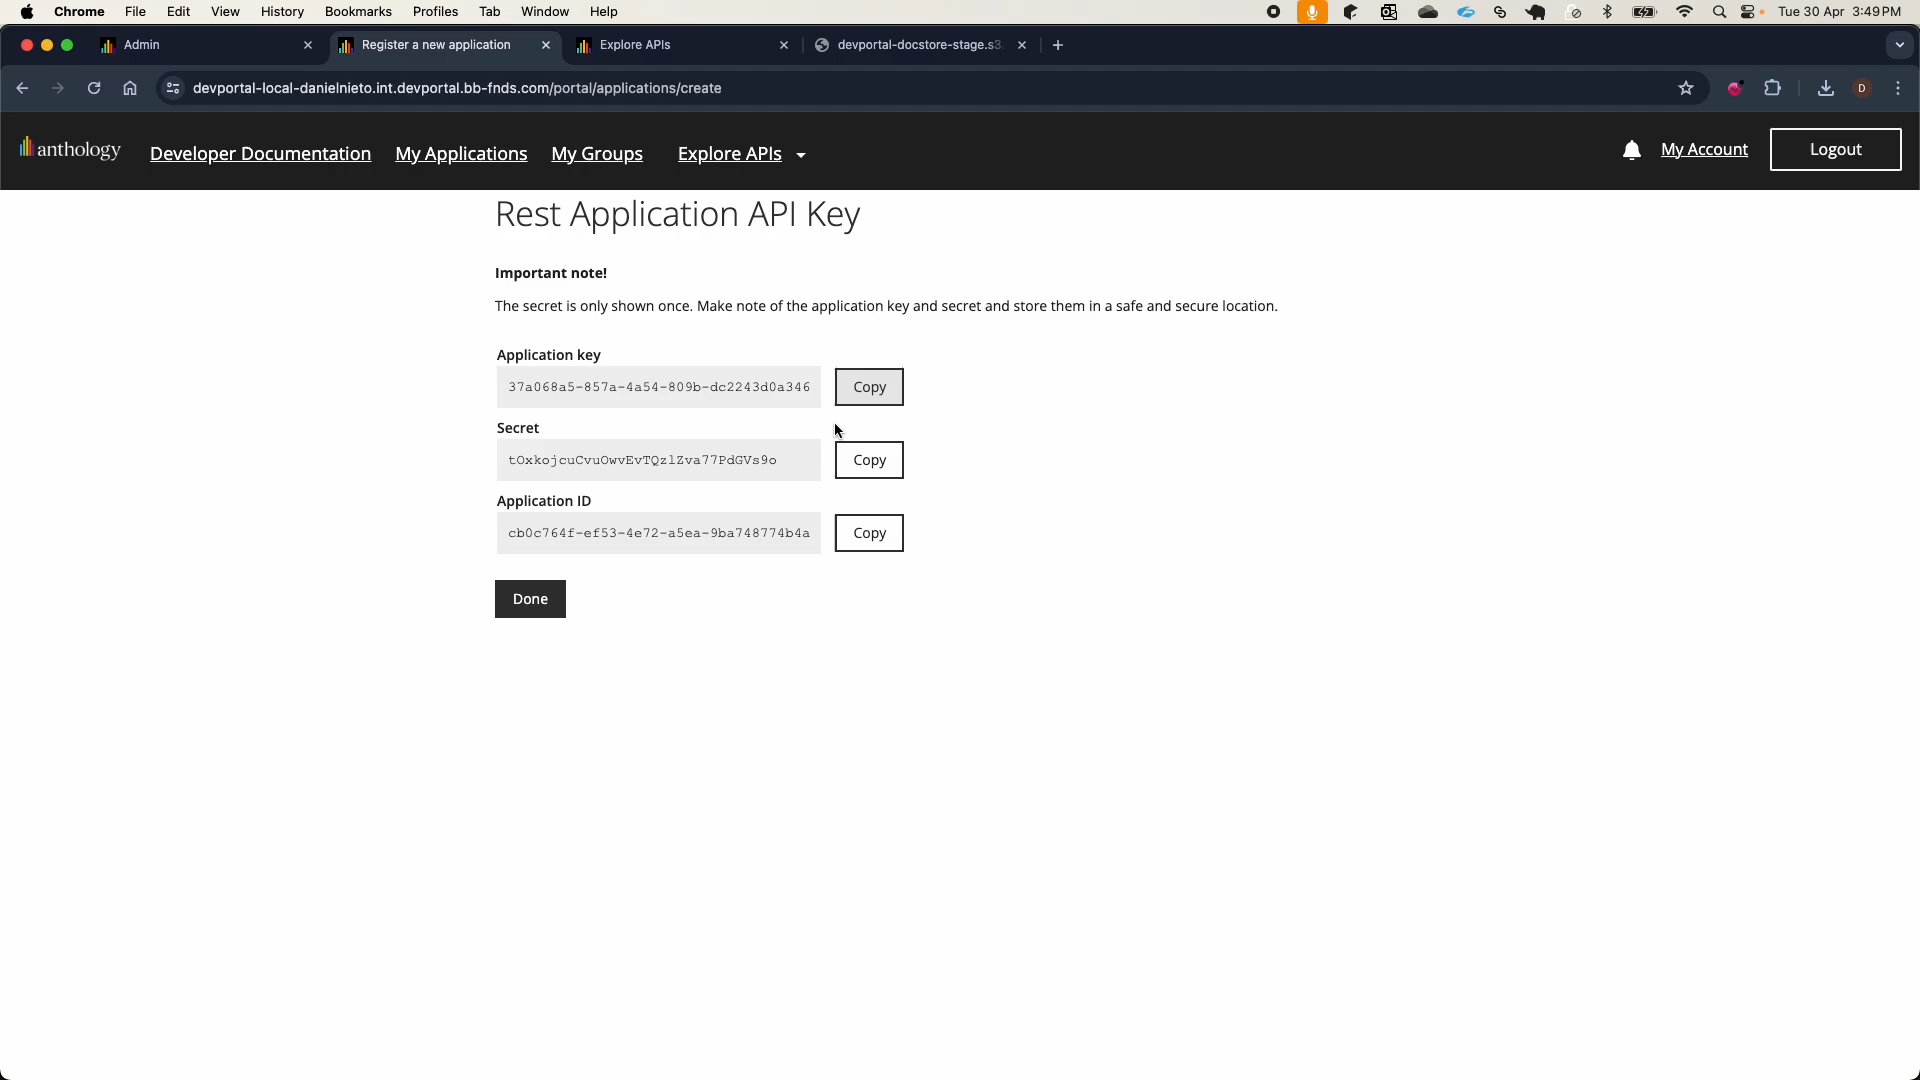 Chrome File Edit View History Bookmarks Profiles Tab Window Help Tue 30 Apr 3:49 PM
Admin Register a new application Explore APIs devportal-docstore-stage.s3.
devportal-local-danielnieto.int.devportal.bb-fnds.com/portal/applications/create D
anthology Developer Documentation My Applications My Groups Explore APIs My Account Logout
Rest Application API Key
Important note!
The secret is only shown once. Make note of the application key and secret and store them in a safe and secure location.
Application key
37a068a5-857a-4a54-809b-dc2243d0a346 Copy
Secret
tOxkojcuCvuOwvEvTQzlZva77PdGVs9o Copy
Application ID
cb0c764f-ef53-4e72-a5ea-9ba748774b4a Copy
Done